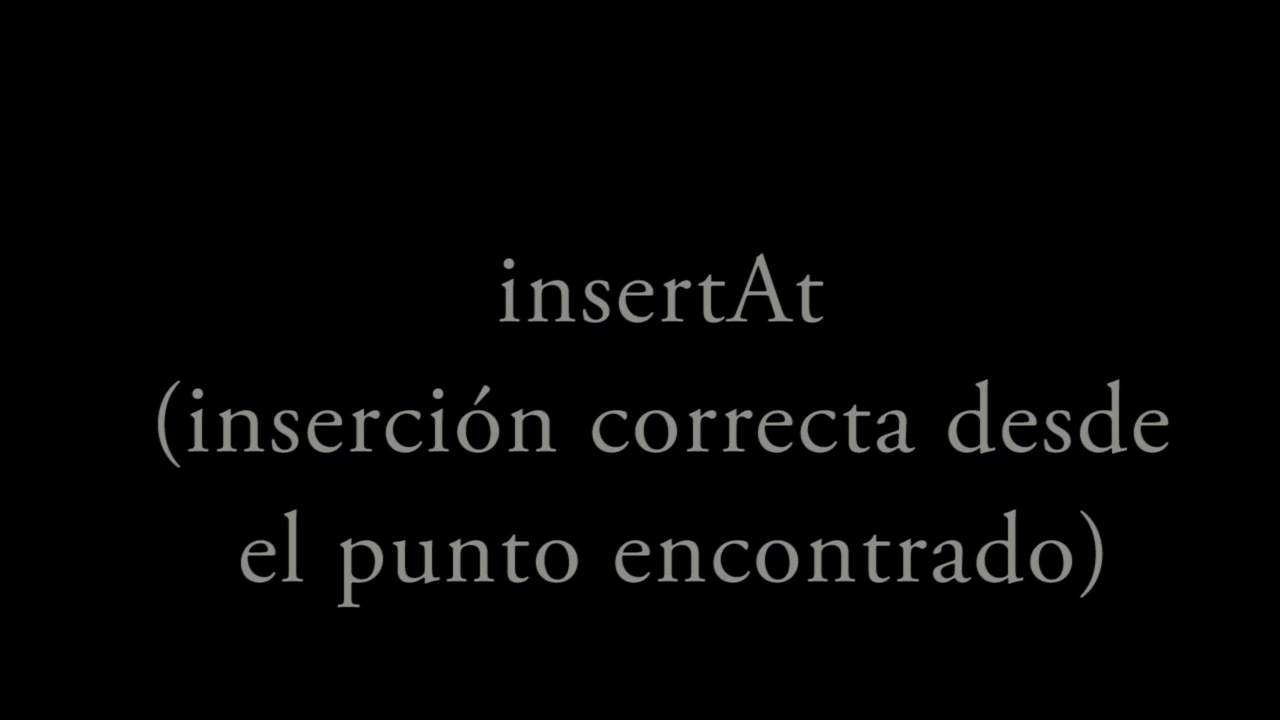 insertAt
(inserción correcta desde
el punto encontrado)